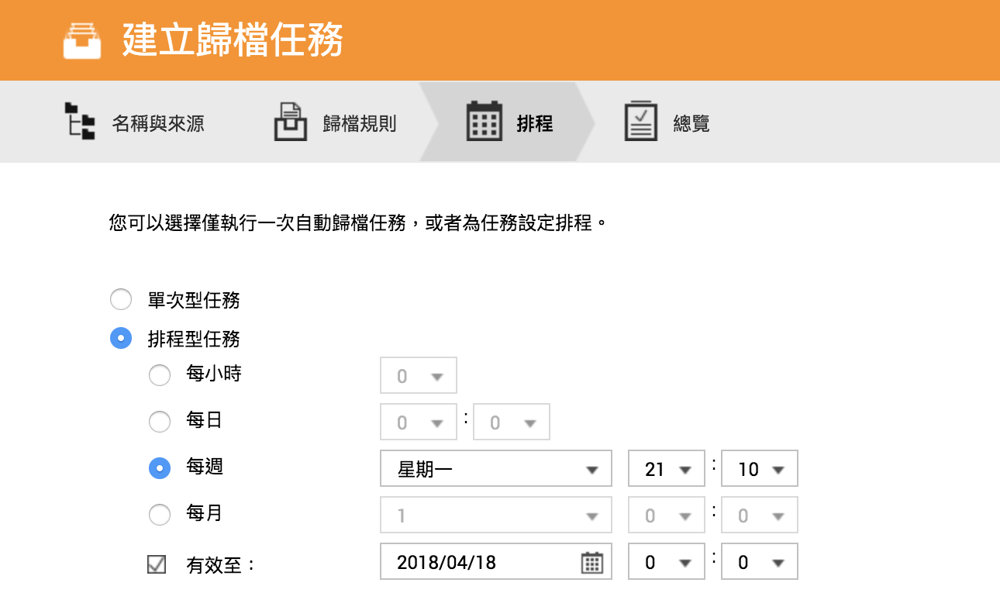 建立歸檔任務
名稱與來源 歸檔規則 排程 總覽
您可以選擇僅執行一次自動歸檔任務，或者為任務設定排程。
單次型任務
排程型任務
每小時 0
每日 0 : 0
每週 星期一 21 : 10
每月 1 0 : 0
有效至： 2018/04/18 0 : 0